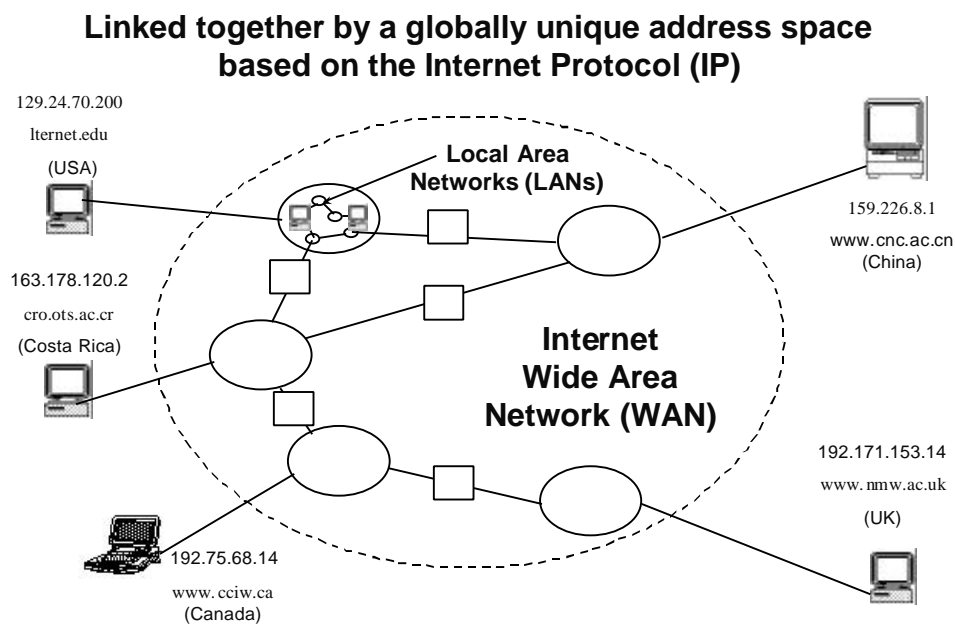 Linked together by a globally unique address space
based on the Internet Protocol (IP)
129.24.70.200
lternet.edu
(USA)
Local Area
Networks (LANs)
159.226.8.1
www.cnc.ac.cn
(China)
163.178.120.2
cro.ots.ac.cr
(Costa Rica)
Internet
Wide Area
Network (WAN)
192.171.153.14
www.nmw.ac.uk
(UK)
192.75.68.14
www.cciw.ca
(Canada)